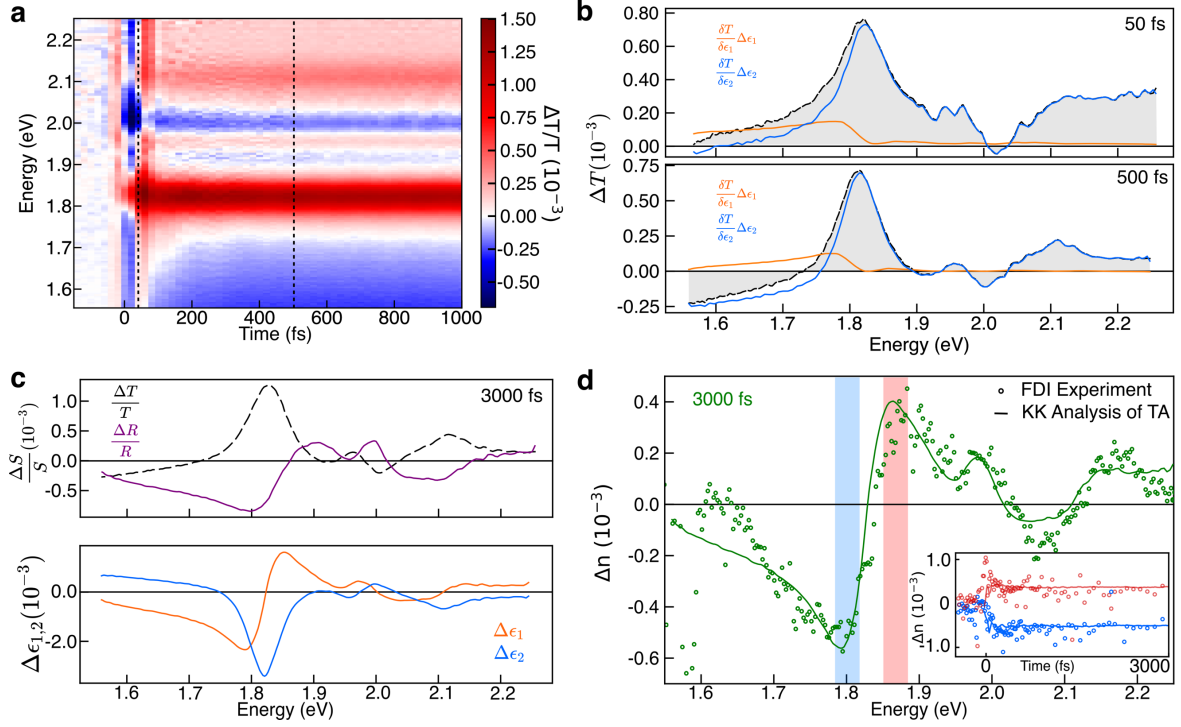 a
2.2
2.1
2.0
1.9
1.8
1.7
1.6
Energy (eV)
0
200
400
600
800
1000
Time (fs)
1.50
1.25
1.00
0.75
0.50
0.25
0.00
-0.25
-0.50
ΔT/T (10⁻³)
b
50 fs
δT/δϵ₁ Δϵ₁
δT/δϵ₂ Δϵ₂
0.80
0.60
0.40
0.20
0.00
500 fs
δT/δϵ₁ Δϵ₁
δT/δϵ₂ Δϵ₂
0.75
0.50
0.25
0.00
-0.25
ΔT(10⁻³)
1.6
1.7
1.8
1.9
2.0
2.1
2.2
Energy (eV)
c
3000 fs
ΔT/T
ΔR/R
1.0
0.5
0.0
-0.5
ΔS/S (10⁻³)
0.0
-2.0
Δϵ₁,₂(10⁻³)
Δϵ₁
Δϵ₂
1.6
1.7
1.8
1.9
2.0
2.1
2.2
Energy (eV)
d
3000 fs
FDI Experiment
KK Analysis of TA
0.4
0.2
0.0
-0.2
-0.4
-0.6
Δn (10⁻³)
1.6
1.7
1.8
1.9
2.0
2.1
2.2
Energy (eV)
1.0
0
-1.0
Δn (10⁻³)
0
Time (fs)
3000